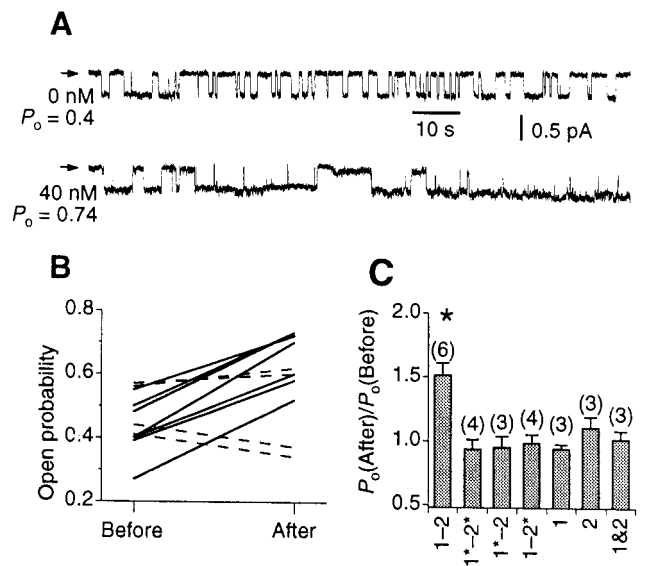 A
0 nM
Po = 0.4
10 s
0.5 pA
40 nM
Po = 0.74
B
Open probability
0.8
0.6
0.4
0.2
Before
After
C
Po(After)/Po(Before)
2.0
1.5
1.0
0.5
*
(6)
(4)
(3)
(4)
(3)
(3)
(3)
1–2
1*–2*
1*–2
1–2*
1
2
1&2